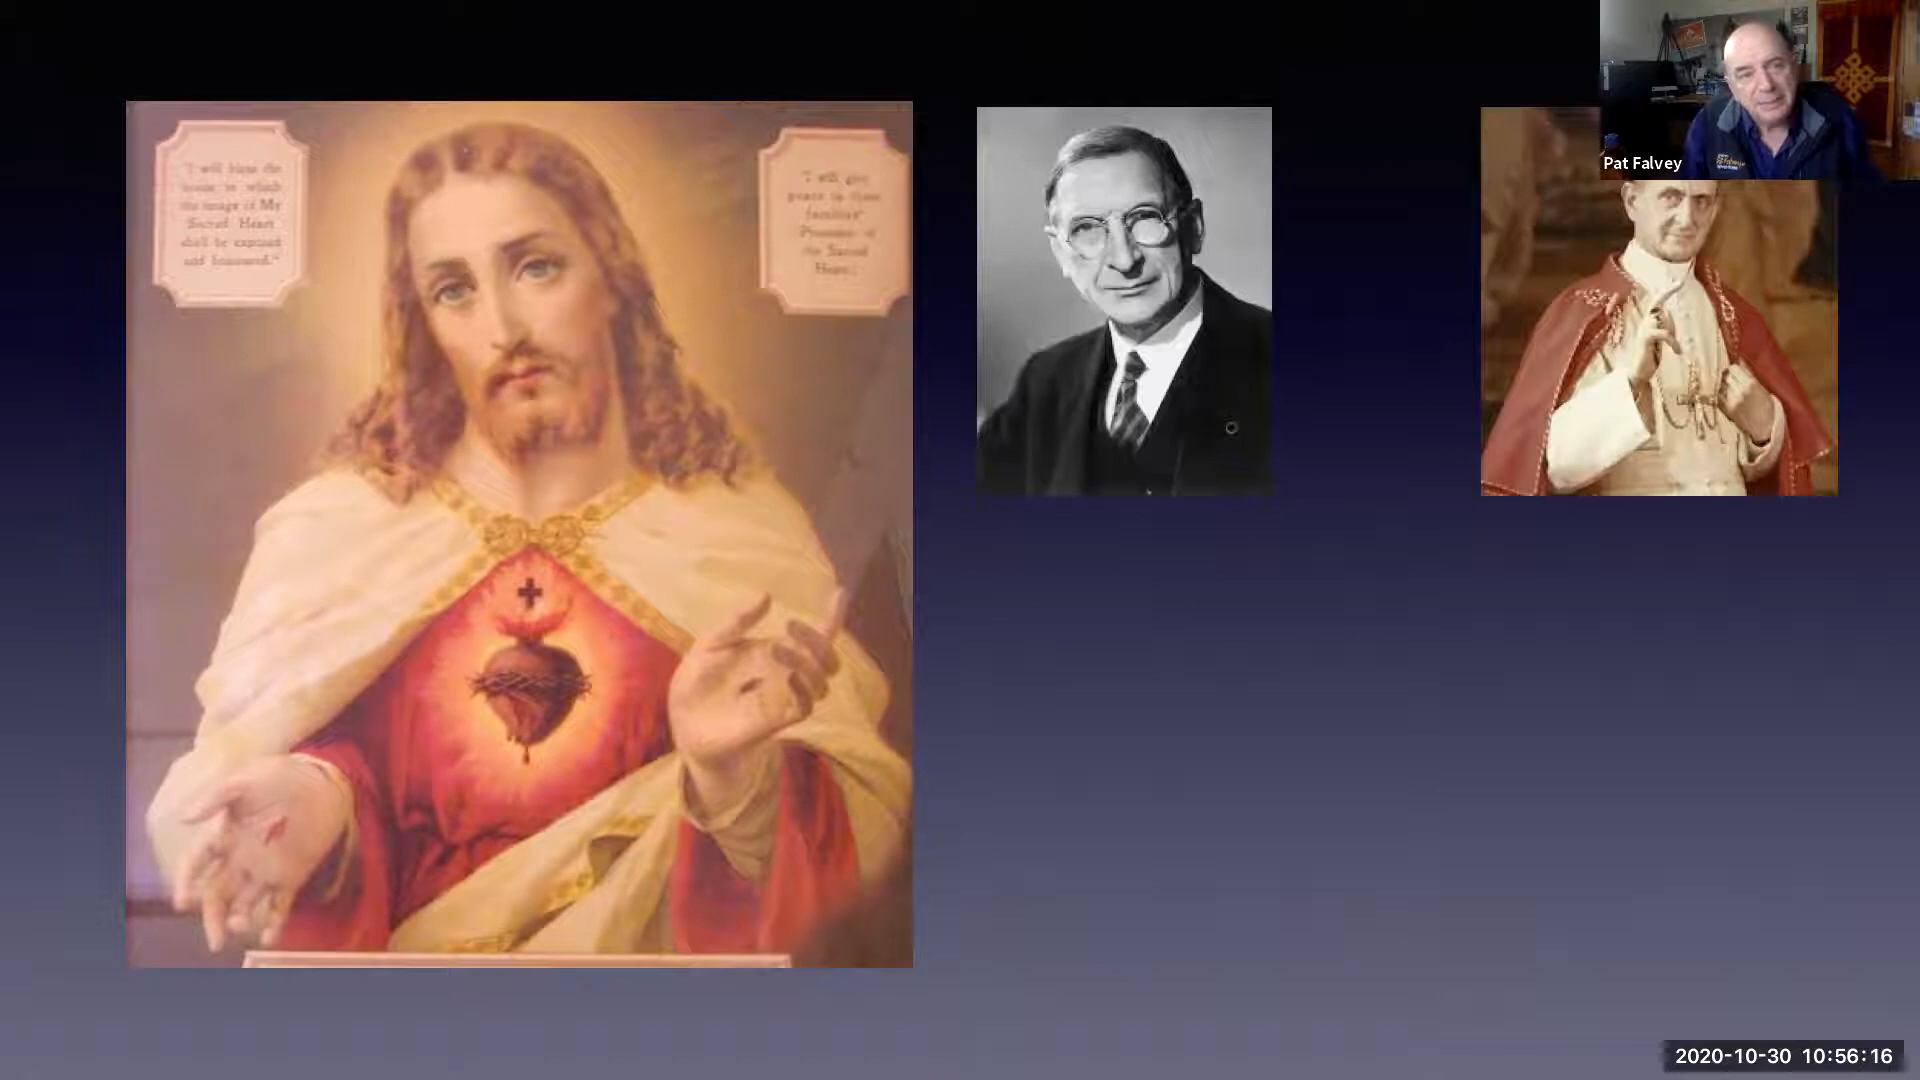 "I will bless the
house in which
the image of My
Sacred Heart
shall be exposed
and honoured."
"I will give
peace in their
families"
Promises of
the Sacred
Heart.
Pat Falvey
2020-10-30 10:56:16